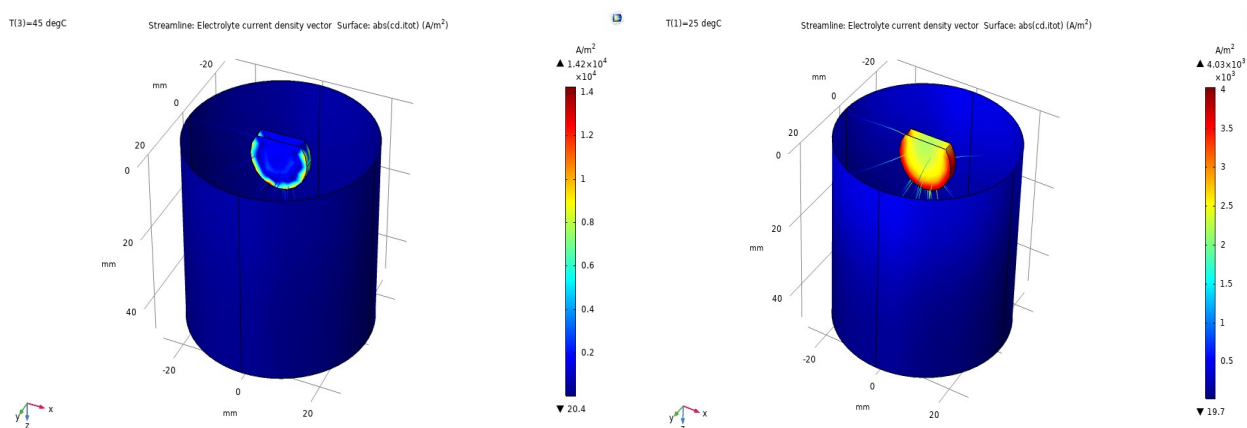 T(3)=45 degC
Streamline: Electrolyte current density vector Surface: abs(cd.itot) (A/m²)
A/m²
▲ 1.42×10⁴
×10⁴
1.4
1.2
1
0.8
0.6
0.4
0.2
▼ 20.4
-20
mm
0
20
0
20
mm
40
-20
0
mm
20
y
z
x
T(1)=25 degC
Streamline: Electrolyte current density vector Surface: abs(cd.itot) (A/m²)
A/m²
▲ 4.03×10³
×10³
4
3.5
3
2.5
2
1.5
1
0.5
▼ 19.7
-20
mm
0
20
0
20
mm
40
-20
0
mm
20
y
z
x